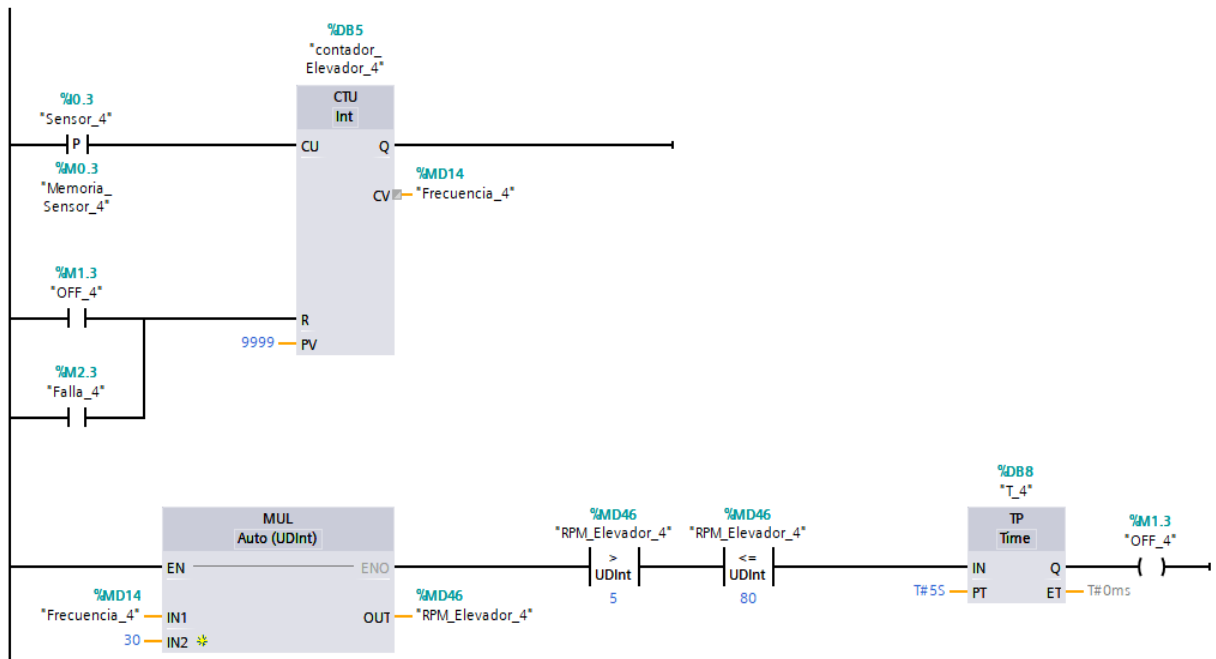 %DB5
"contador_
Elevador_4"
CTU
Int
%I0.3
"Sensor_4"
P
CU
Q
%M0.3
"Memoria_
Sensor_4"
%MD14
CV
"Frecuencia_4"
%M1.3
"OFF_4"
R
9999
PV
%M2.3
"Falla_4"
MUL
Auto (UDInt)
EN
ENO
%MD14
"Frecuencia_4"
IN1
30
IN2
%MD46
OUT
"RPM_Elevador_4"
%MD46
"RPM_Elevador_4"
>
UDInt
5
%MD46
"RPM_Elevador_4"
<=
UDInt
80
%DB8
"T_4"
TP
Time
IN
Q
T#5S
PT
ET
T#0ms
%M1.3
"OFF_4"